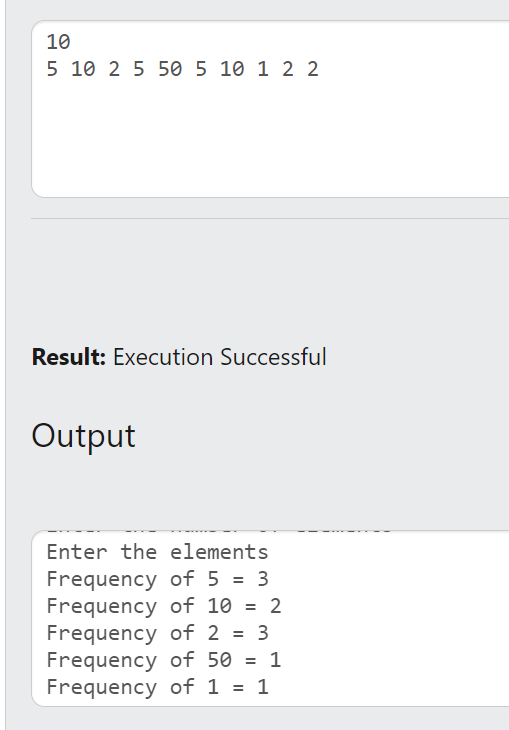 10
5 10 2 5 50 5 10 1 2 2
Result: Execution Successful
Output
Enter the elements
Frequency of 5 = 3
Frequency of 10 = 2
Frequency of 2 = 3
Frequency of 50 = 1
Frequency of 1 = 1